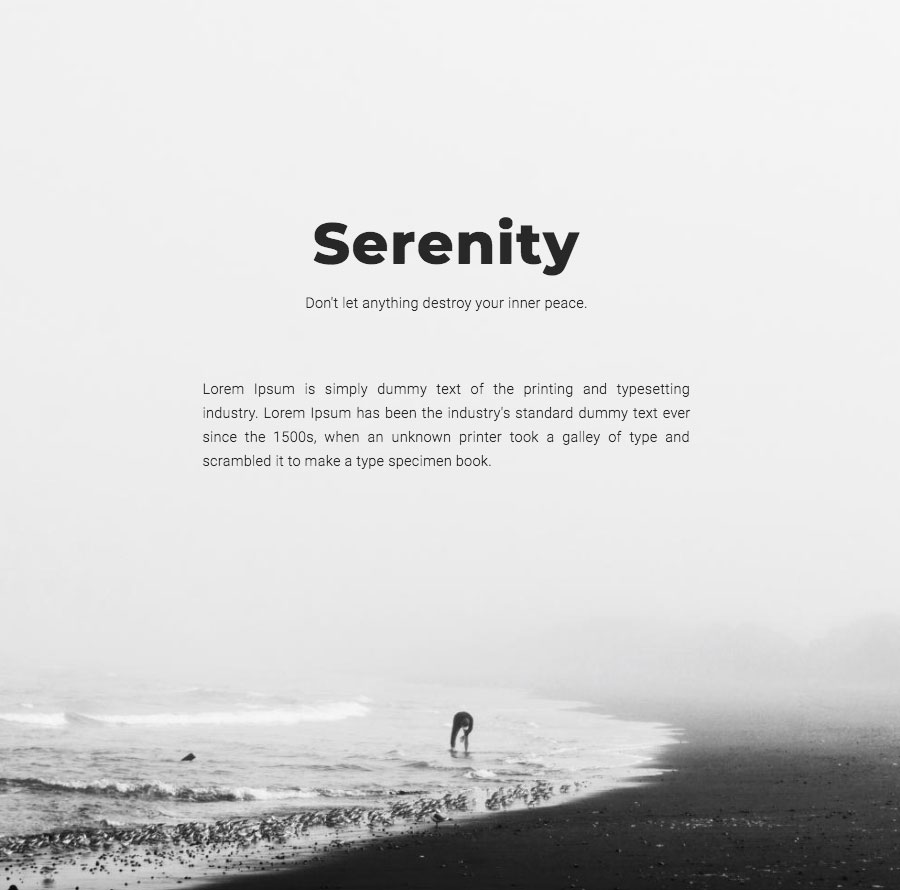 Serenity
Don't let anything destroy your inner peace.
Lorem Ipsum is simply dummy text of the printing and typesetting
industry. Lorem Ipsum has been the industry's standard dummy text ever
since the 1500s, when an unknown printer took a galley of type and
scrambled it to make a type specimen book.